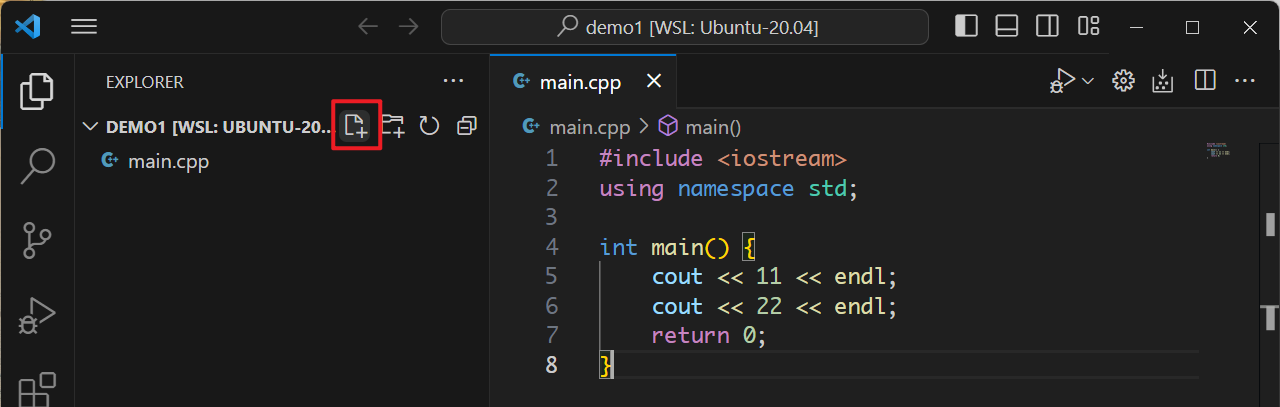 demo1 [WSL: Ubuntu-20.04]
EXPLORER
DEMO1 [WSL: UBUNTU-20...
main.cpp
main.cpp
main.cpp > main()
1 #include <iostream>
2 using namespace std;
3
4 int main() {
5 cout << 11 << endl;
6 cout << 22 << endl;
7 return 0;
8 }